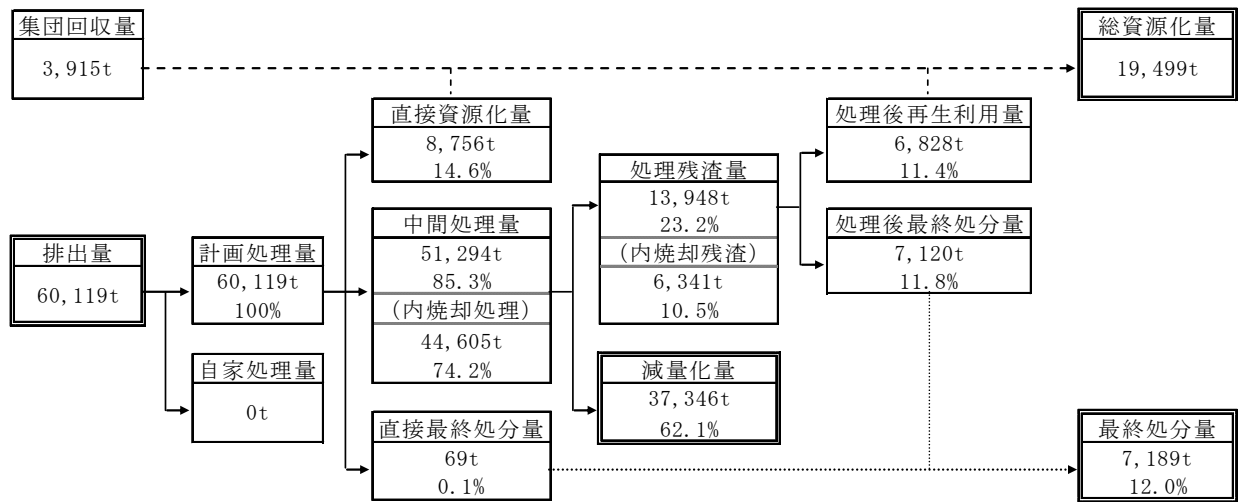 集団回収量
3,915t
総資源化量
19,499t
直接資源化量
8,756t
14.6%
処理後再生利用量
6,828t
11.4%
処理残渣量
13,948t
23.2%
(内焼却残渣)
6,341t
10.5%
排出量
60,119t
計画処理量
60,119t
100%
中間処理量
51,294t
85.3%
(内焼却処理)
44,605t
74.2%
処理後最終処分量
7,120t
11.8%
自家処理量
0t
減量化量
37,346t
62.1%
直接最終処分量
69t
0.1%
最終処分量
7,189t
12.0%